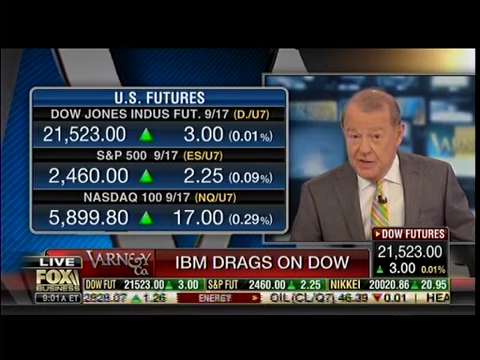 U.S. FUTURES
DOW JONES INDUS FUT. 9/17 (D./U7)
21,523.00 ▲ 3.00 (0.01%)
S&P 500 9/17 (ES/U7)
2,460.00 ▲ 2.25 (0.09%)
NASDAQ 100 9/17 (NQ/U7)
5,899.80 ▲ 17.00 (0.29%)
DOW FUTURES
21,523.00
▲ 3.00 0.01%
LIVE
VARNEY & Co.
IBM DRAGS ON DOW
FOX
BUSINESS
DOW FUT 21523.00 ▲ 3.00 S&P FUT 2460.00 ▲ 2.25 NIKKEI 20020.86 ▲ 20.95
9:01A ET ▲ 1.26 ENERGY OIL(CL/Q7) 46.39 ▼ 0.01 HEA